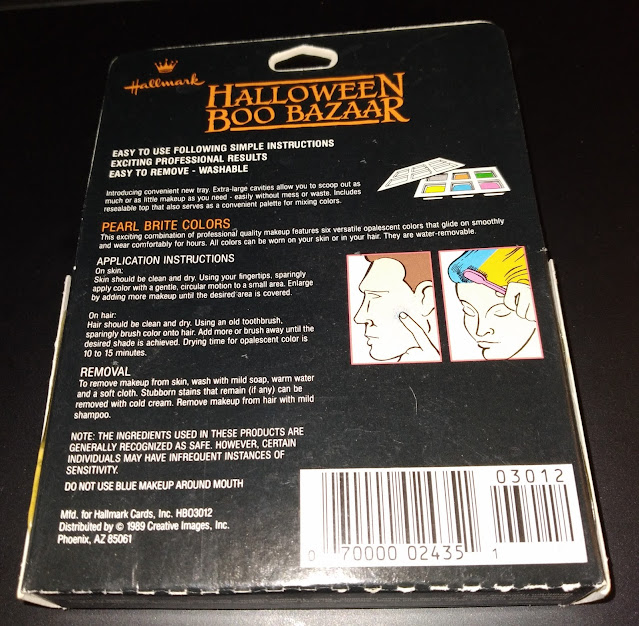 Hallmark
HALLOWEEN
BOO BAZAAR
EASY TO USE FOLLOWING SIMPLE INSTRUCTIONS
EXCITING PROFESSIONAL RESULTS
EASY TO REMOVE - WASHABLE
Introducing convenient new tray. Extra-large cavities allow you to scoop out as
much or as little makeup as you need - easily without mess or waste. Includes
resealable top that also serves as a convenient palette for mixing colors.
PEARL BRITE COLORS
This exciting combination of professional quality makeup features six versatile opalescent colors that glide on smoothly
and wear comfortably for hours. All colors can be worn on your skin or in your hair. They are water-removable.
APPLICATION INSTRUCTIONS
On skin:
Skin should be clean and dry. Using your fingertips, sparingly
apply color with a gentle, circular motion to a small area. Enlarge
by adding more makeup until the desired area is covered.
On hair:
Hair should be clean and dry. Using an old toothbrush,
sparingly brush color onto hair. Add more or brush away until the
desired shade is achieved. Drying time for opalescent color is
10 to 15 minutes.
REMOVAL
To remove makeup from skin, wash with mild soap, warm water
and a soft cloth. Stubborn stains that remain (if any) can be
removed with cold cream. Remove makeup from hair with mild
shampoo.
NOTE: THE INGREDIENTS USED IN THESE PRODUCTS ARE
GENERALLY RECOGNIZED AS SAFE. HOWEVER, CERTAIN
INDIVIDUALS MAY HAVE INFREQUENT INSTANCES OF
SENSITIVITY.
DO NOT USE BLUE MAKEUP AROUND MOUTH
Mfd. for Hallmark Cards, Inc. HBO3012
Distributed by © 1989 Creative Images, Inc.
Phoenix, AZ 85061
03012
0 70000 02435 1